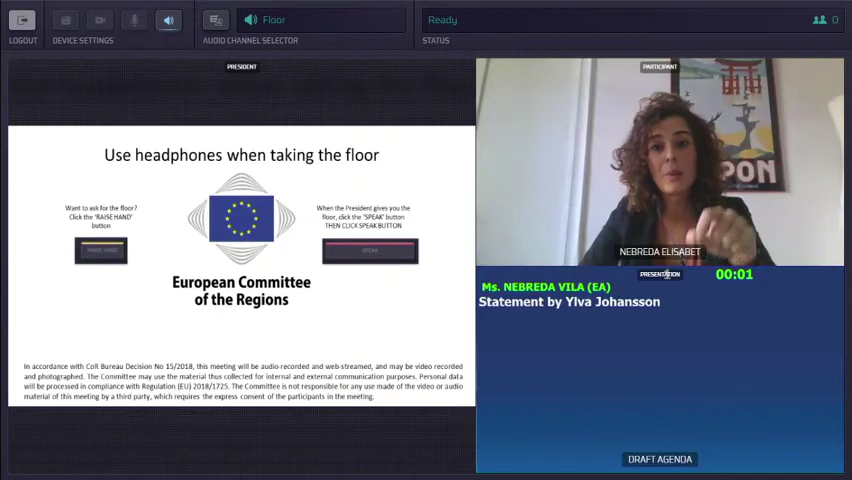 Floor
Ready
0
LOGOUT
DEVICE SETTINGS
AUDIO CHANNEL SELECTOR
STATUS
PRESIDENT
Use headphones when taking the floor
Want to ask for the floor?
Click the 'RAISE HAND'
button
RAISE HAND
When the President gives you the
floor, click the 'SPEAK' button
THEN CLICK SPEAK BUTTON
SPEAK
European Committee
of the Regions
In accordance with CoR Bureau Decision No 15/2018, this meeting will be audio-recorded and web-streamed, and may be video recorded
and photographed. The Committee may use the material thus collected for internal and external communication purposes. Personal data
will be processed in compliance with Regulation (EU) 2018/1725. The Committee is not responsible for any use made of the video or audio
material of this meeting by a third party, which requires the express consent of the participants in the meeting.
PARTICIPANT
PON
NEBREDA ELISABET
PRESENTATION
00:01
Ms. NEBREDA VILA (EA)
Statement by Ylva Johansson
DRAFT AGENDA